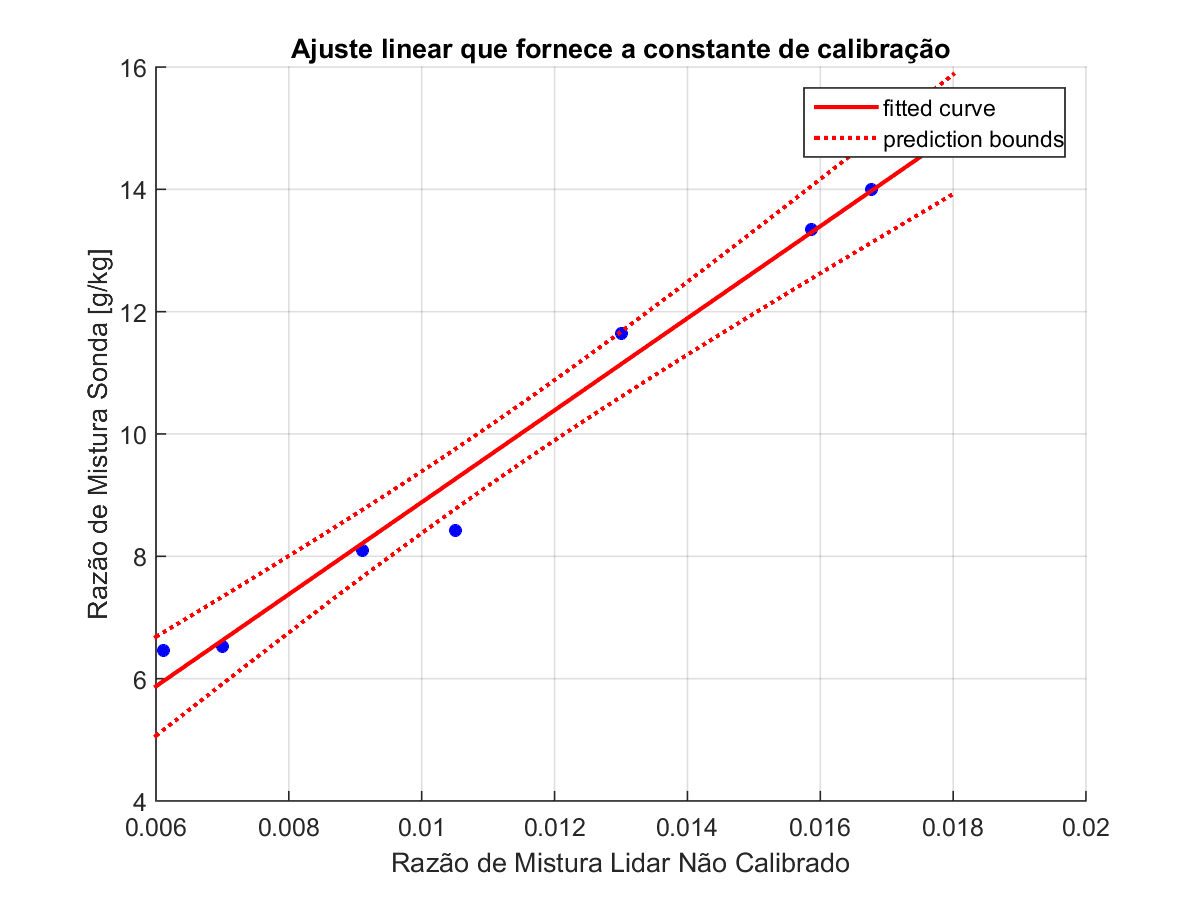 Ajuste linear que fornece a constante de calibração
16
14
12
10
8
6
4
Razão de Mistura Sonda [g/kg]
fitted curve
prediction bounds
0.006 0.008 0.01 0.012 0.014 0.016 0.018 0.02
Razão de Mistura Lidar Não Calibrado